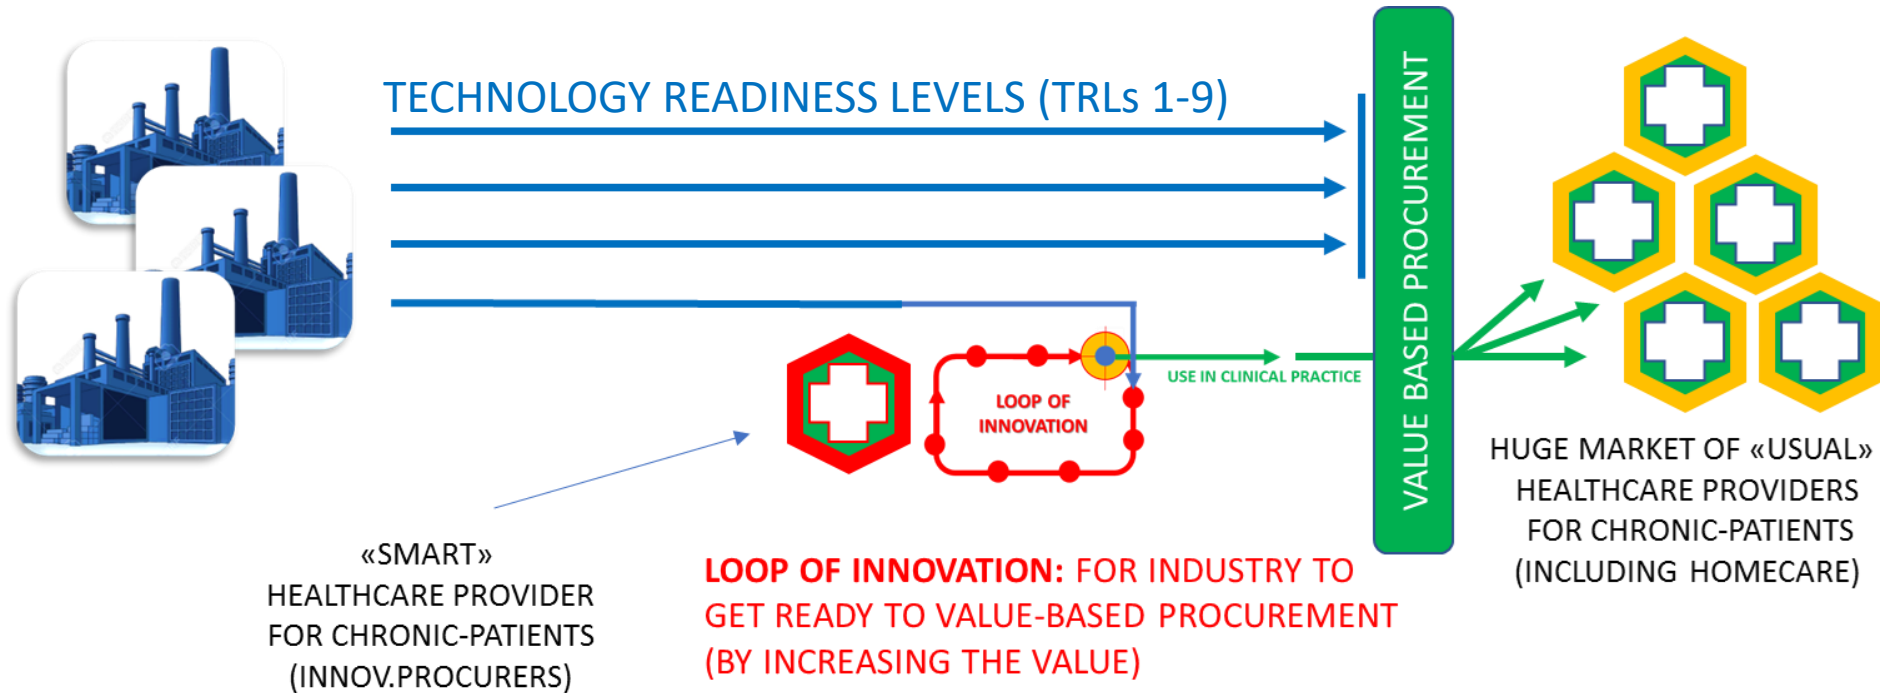 TECHNOLOGY READINESS LEVELS (TRLs 1-9)
VALUE BASED PROCUREMENT
USE IN CLINICAL PRACTICE
LOOP OF
INNOVATION
HUGE MARKET OF «USUAL»
HEALTHCARE PROVIDERS
FOR CHRONIC-PATIENTS
(INCLUDING HOMECARE)
«SMART»
HEALTHCARE PROVIDER
FOR CHRONIC-PATIENTS
(INNOV.PROCURERS)
LOOP OF INNOVATION: FOR INDUSTRY TO
GET READY TO VALUE-BASED PROCUREMENT
(BY INCREASING THE VALUE)